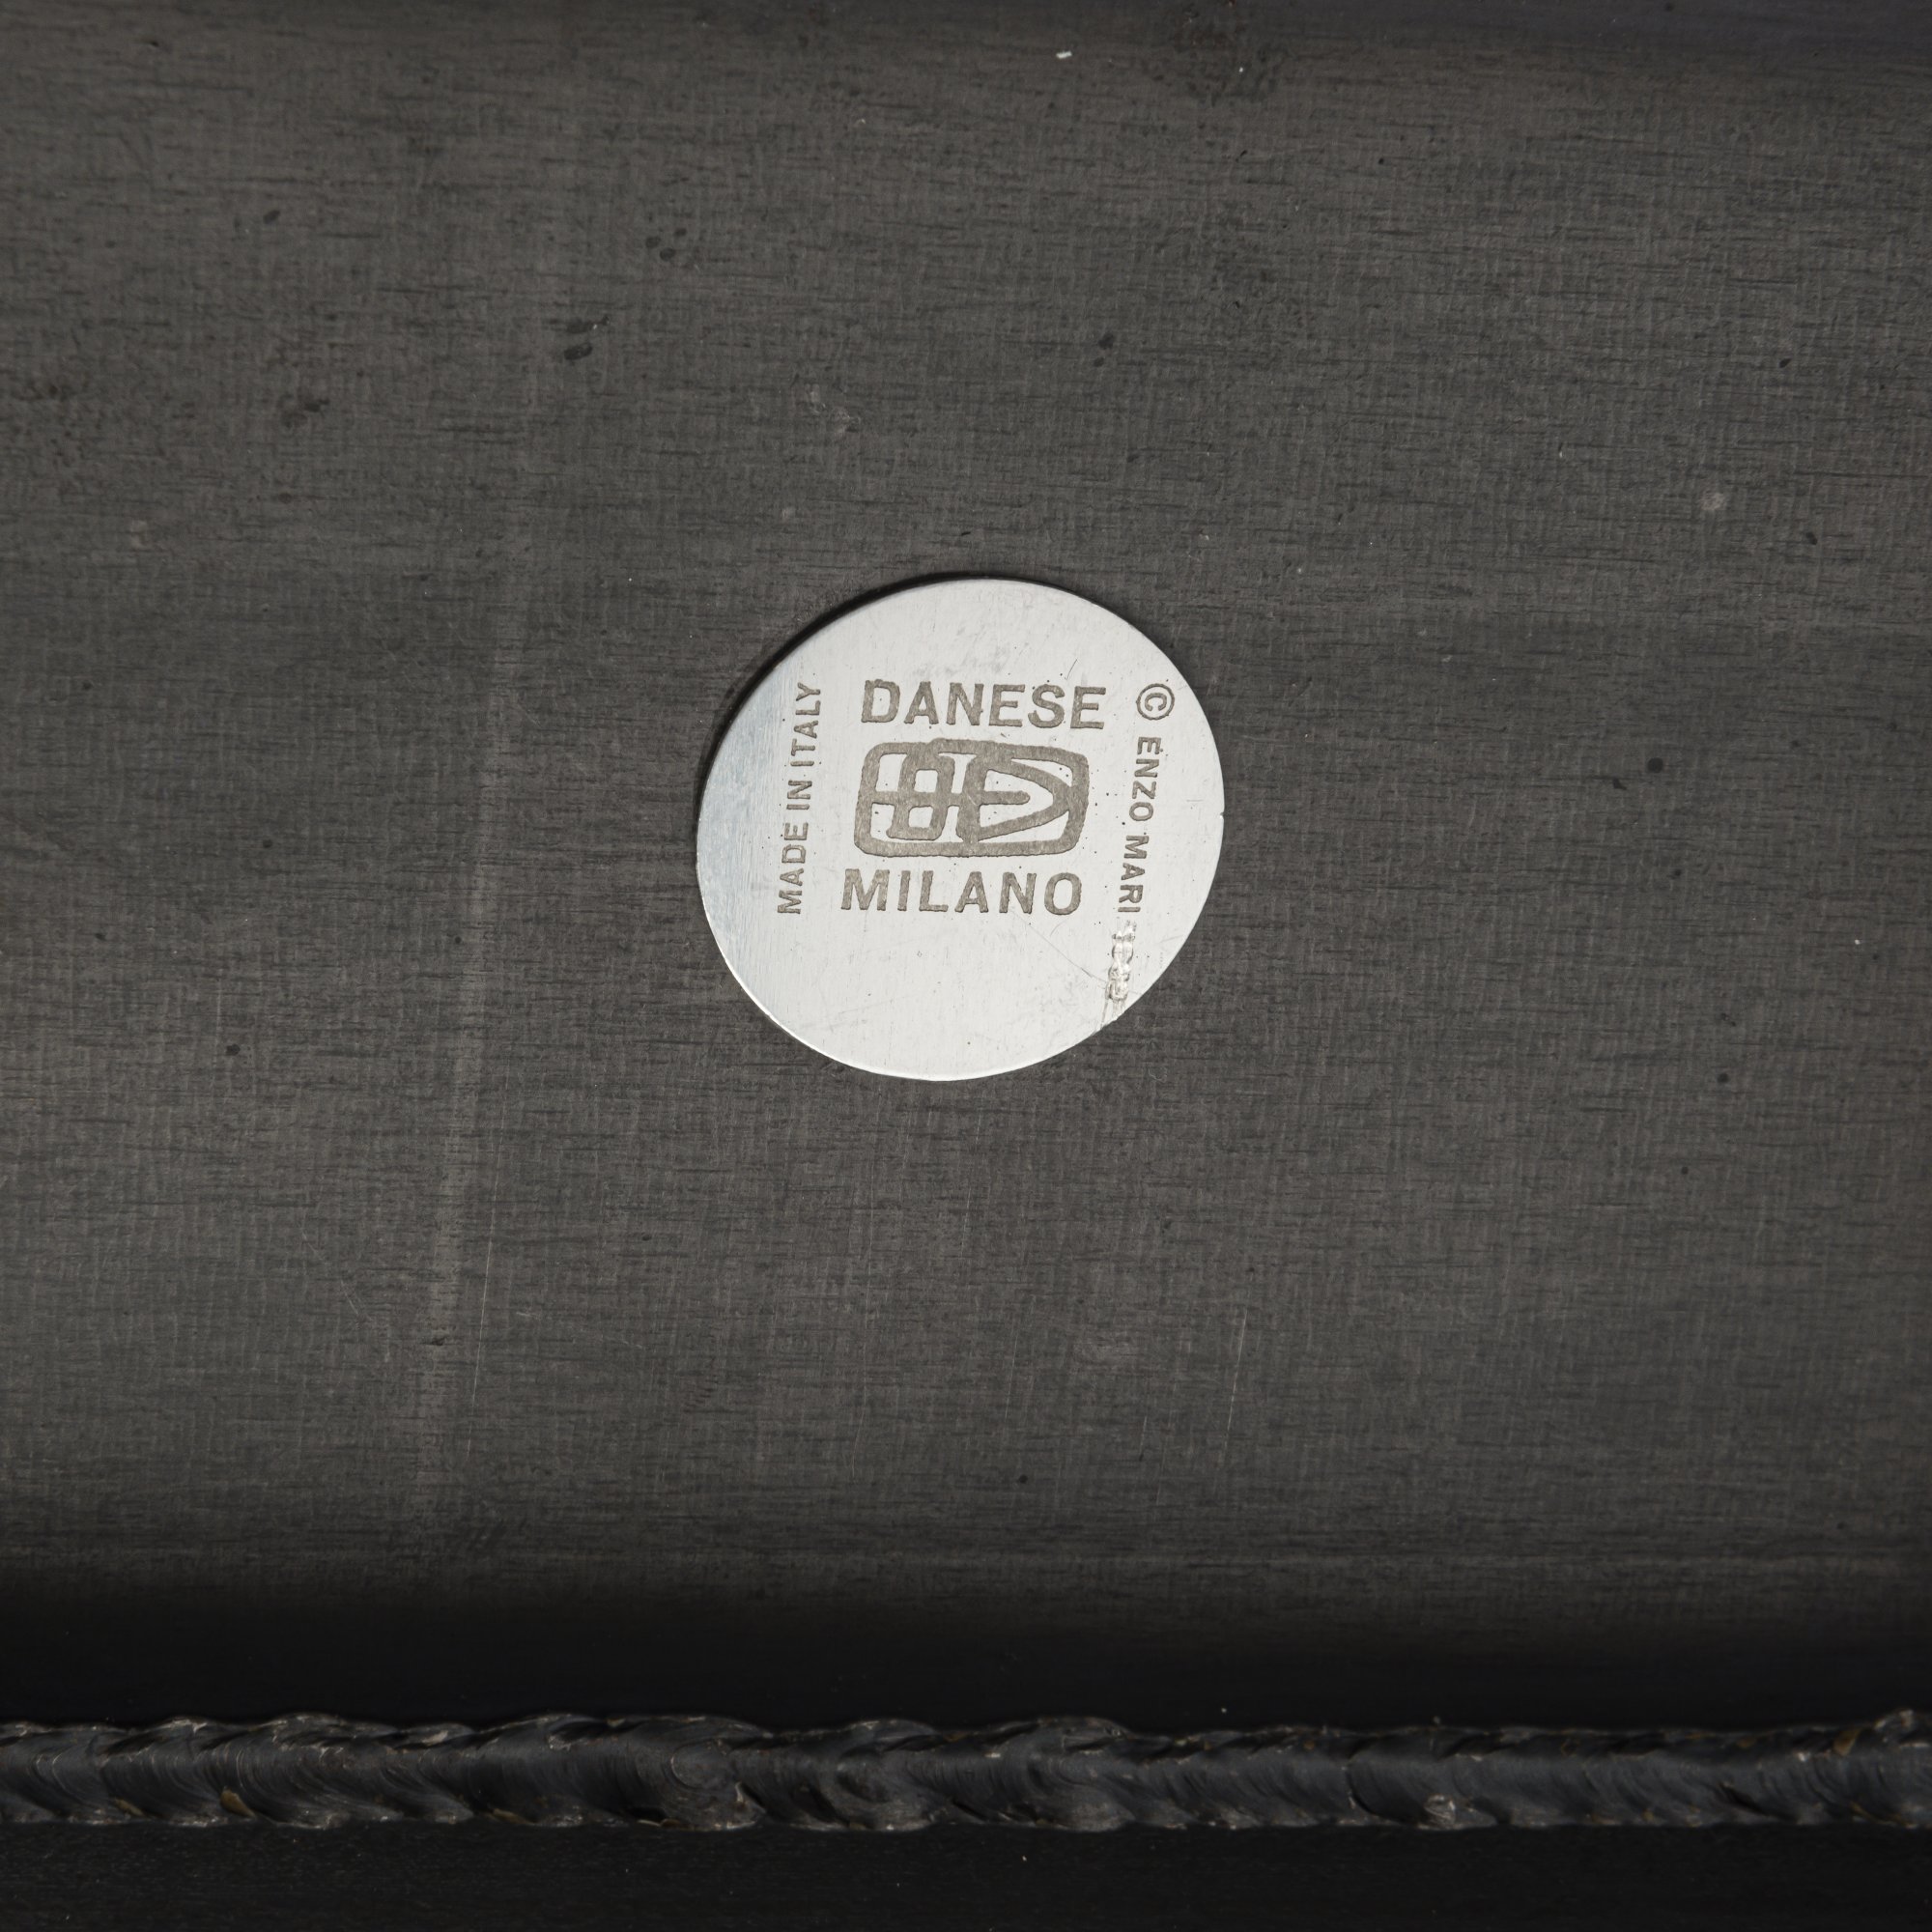 MADE IN ITALY
DANESE
MILANO
© ENZO MARI